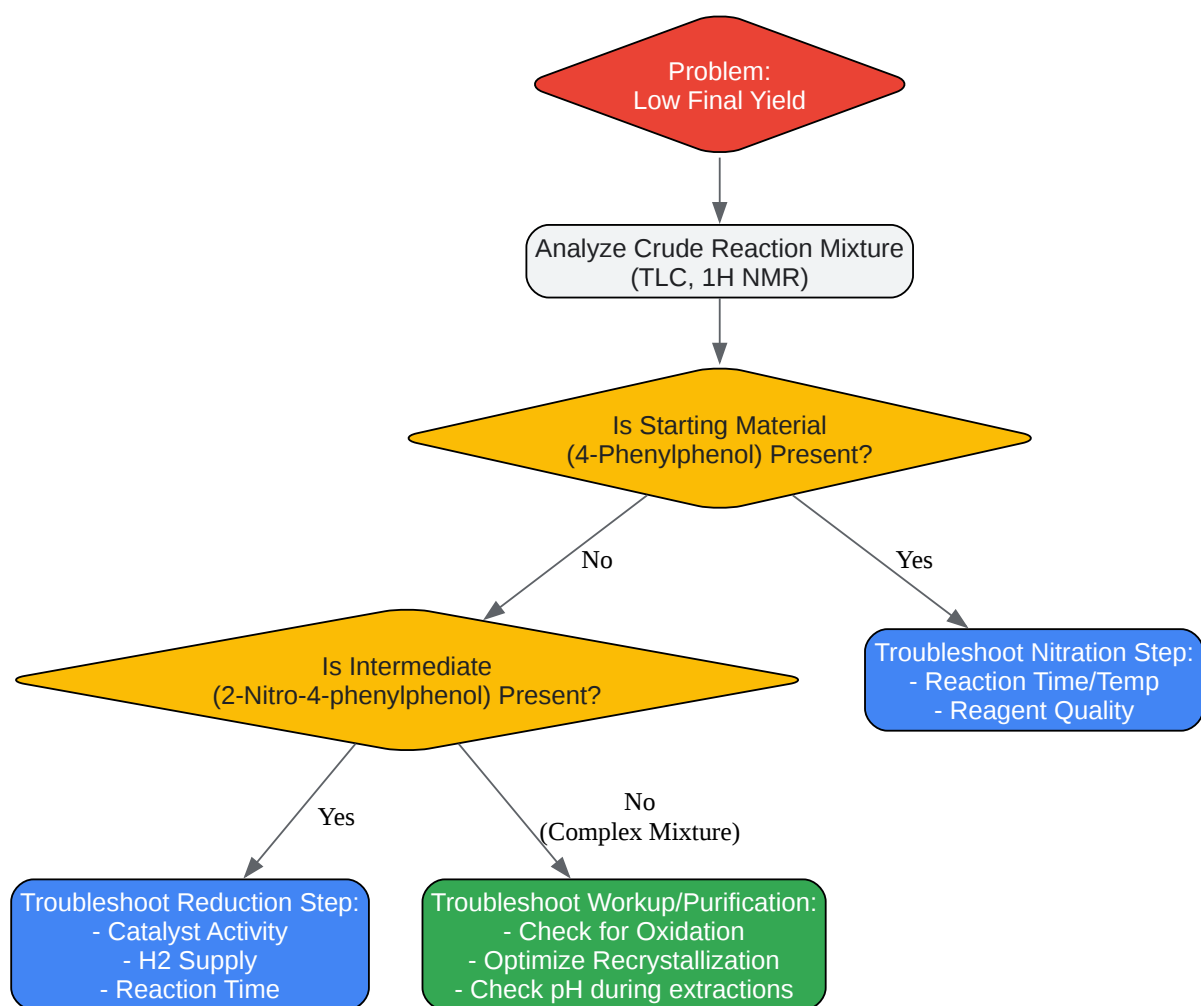 Problem:
Low Final Yield
Analyze Crude Reaction Mixture
(TLC, 1H NMR)
Is Starting Material
(4-Phenylphenol) Present?
No
Yes
Is Intermediate
(2-Nitro-4-phenylphenol) Present?
Troubleshoot Nitration Step:
- Reaction Time/Temp
- Reagent Quality
Yes
No
(Complex Mixture)
Troubleshoot Reduction Step:
- Catalyst Activity
- H2 Supply
- Reaction Time
Troubleshoot Workup/Purification:
- Check for Oxidation
- Optimize Recrystallization
- Check pH during extractions